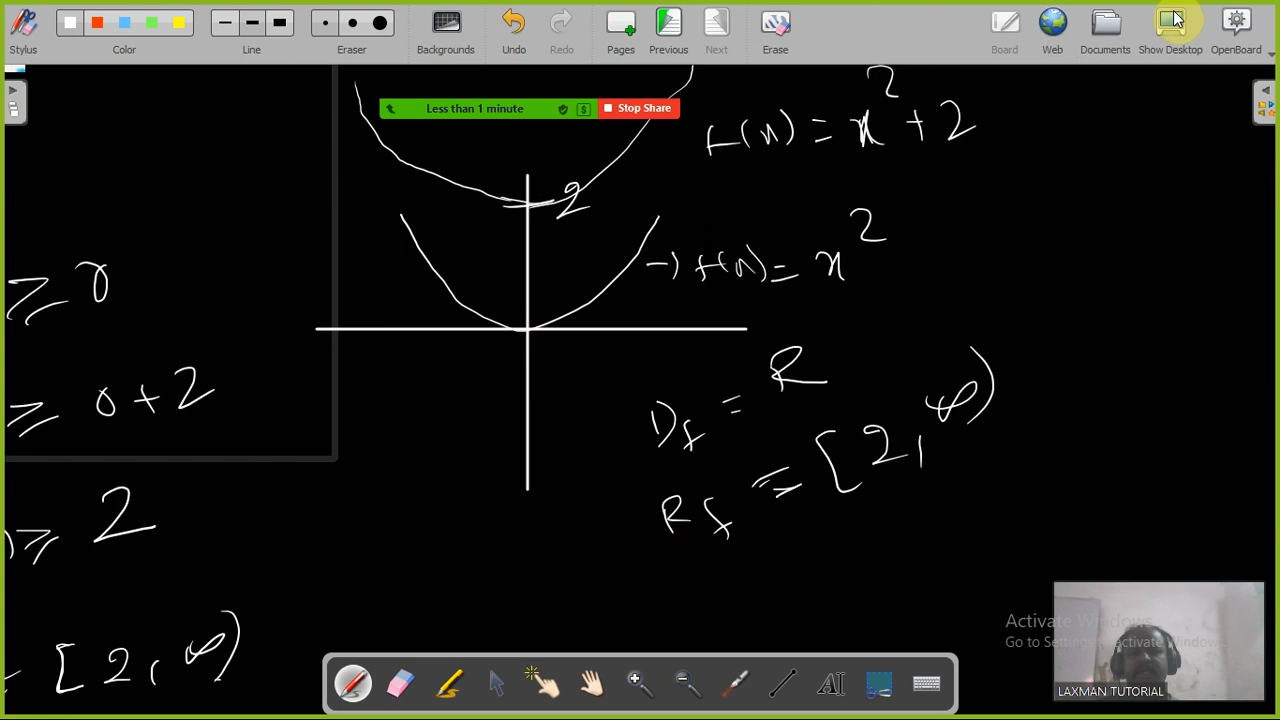 Stylus Color Line Eraser Backgrounds Undo Redo Pages Previous Next Erase Board Web Documents Show Desktop OpenBoard
Less than 1 minute $ Stop Share
f(x) = x² + 2
2
→ f(x) = x²
≥ 0
≥ 0 + 2
≥ 2
= [2, ∞)
D_f = R
R_f = [2, ∞)
Activate Windows
Go to Settings to activate Windows.
LAXMAN TUTORIAL